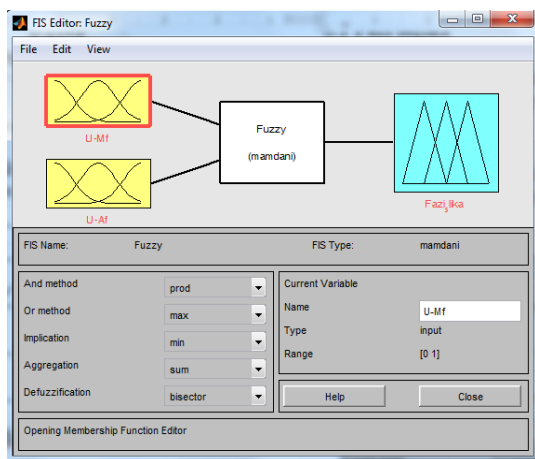 FIS Editor: Fuzzy
File Edit View
U-Mf
U-Af
Fuzzy
(mamdani)
Fazi_slika
FIS Name: Fuzzy FIS Type: mamdani
And method prod
Or method max
Implication min
Aggregation sum
Defuzzification bisector
Current Variable
Name U-Mf
Type input
Range [0 1]
Help Close
Opening Membership Function Editor